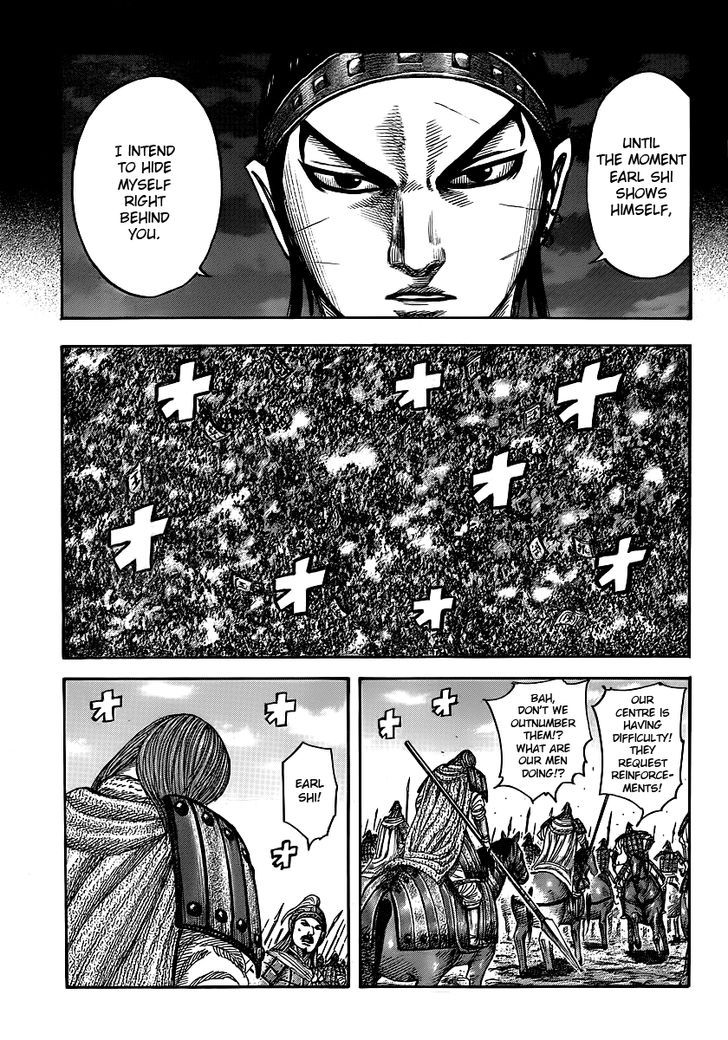 UNTIL
THE MOMENT
EARL SHI
SHOWS
HIMSELF,
I INTEND
TO HIDE
MYSELF
RIGHT
BEHIND
YOU.
オ
オ
オ
オ
オ
オ
オ
オ
OUR
CENTRE IS
HAVING
DIFFICULTY!
THEY
REQUEST
REINFORCE-
MENTS!
BAH,
DON'T WE
OUTNUMBER
THEM!?
WHAT ARE
OUR MEN
DOING!?
オ
オ
EARL
SHI!
オ
オ
オ